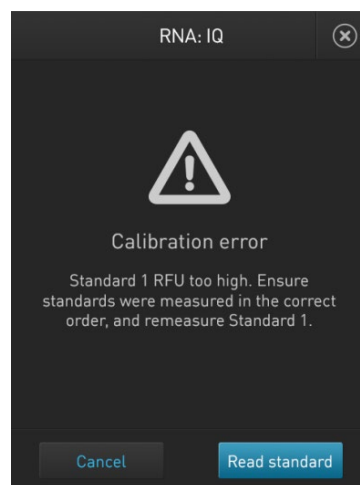 RNA: IQ
Calibration error
Standard 1 RFU too high. Ensure
standards were measured in the correct
order, and remeasure Standard 1.
Cancel
Read standard